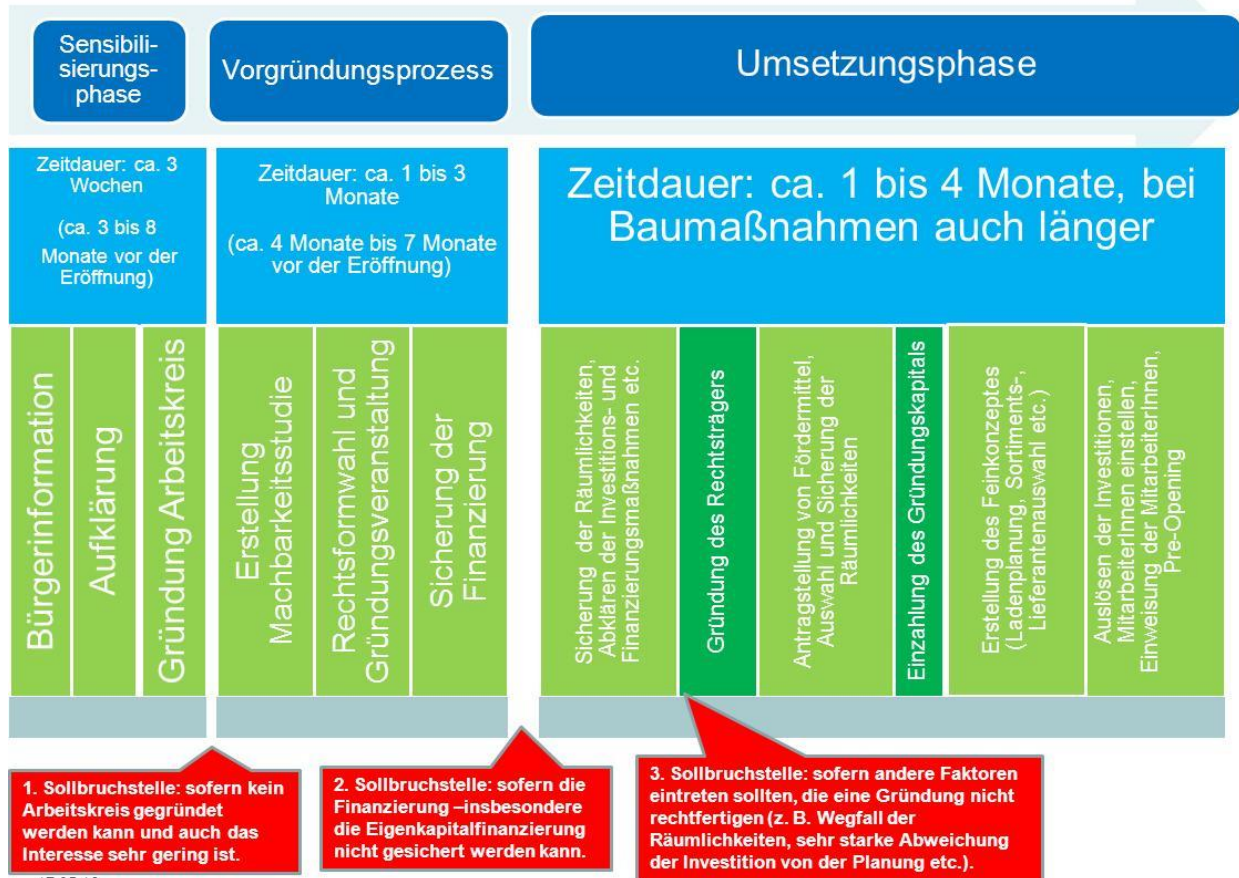 Sensibili-
sierungs-
phase
Vorgründungsprozess
Umsetzungsphase
Zeitdauer: ca. 3
Wochen
(ca. 3 bis 8
Monate vor der
Eröffnung)
Zeitdauer: ca. 1 bis 3
Monate
(ca. 4 Monate bis 7 Monate
vor der Eröffnung)
Zeitdauer: ca. 1 bis 4 Monate, bei
Baumaßnahmen auch länger
Bürgerinformation
Aufklärung
Gründung Arbeitskreis
Erstellung
Machbarkeitsstudie
Rechtsformwahl und
Gründungsveranstaltung
Sicherung der
Finanzierung
Sicherung der Räumlichkeiten,
Abklären der Investitions- und
Finanzierungsmaßnahmen etc.
Gründung des Rechtsträgers
Antragstellung von Fördermittel,
Auswahl und Sicherung der
Räumlichkeiten
Einzahlung des Gründungskapitals
Erstellung des Feinkonzeptes
(Ladenplanung, Sortiments-,
Lieferantenauswahl etc.)
Auslösen der Investitionen,
MitarbeiterInnen einstellen,
Einweisung der MitarbeiterInnen,
Pre-Opening
1. Sollbruchstelle: sofern kein
Arbeitskreis gegründet
werden kann und auch das
Interesse sehr gering ist.
2. Sollbruchstelle: sofern die
Finanzierung –insbesondere
die Eigenkapitalfinanzierung
nicht gesichert werden kann.
3. Sollbruchstelle: sofern andere Faktoren
eintreten sollten, die eine Gründung nicht
rechtfertigen (z. B. Wegfall der
Räumlichkeiten, sehr starke Abweichung
der Investition von der Planung etc.).